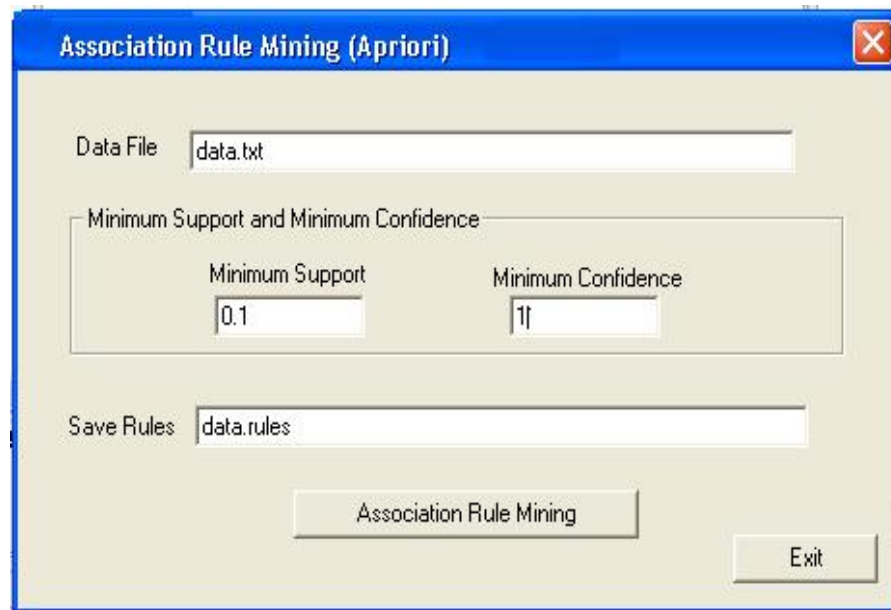 Association Rule Mining (Apriori)
Data File data.txt
Minimum Support and Minimum Confidence
Minimum Support Minimum Confidence
0.1 1
Save Rules data.rules
Association Rule Mining
Exit